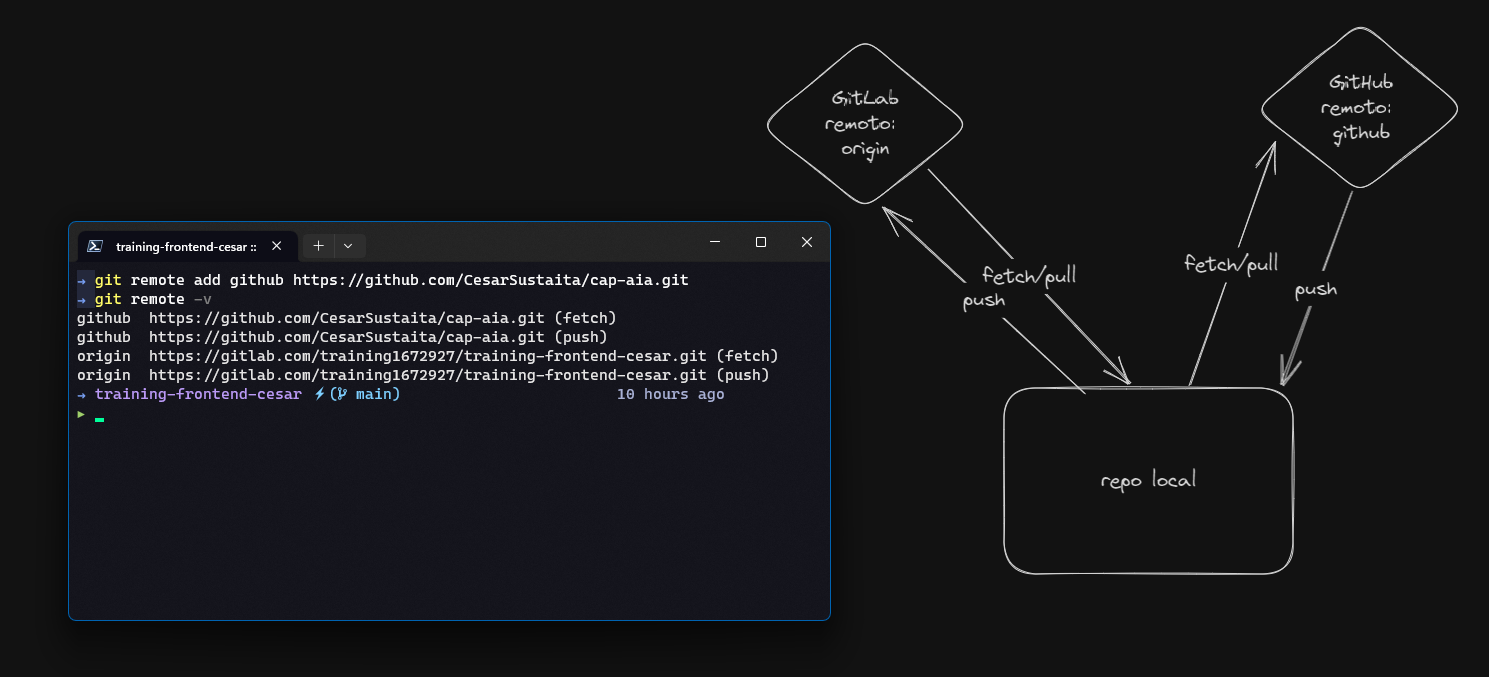 training-frontend-cesar ::
→ git remote add github https://github.com/CesarSustaita/cap-aia.git
→ git remote -v
github  https://github.com/CesarSustaita/cap-aia.git (fetch)
github  https://github.com/CesarSustaita/cap-aia.git (push)
origin  https://gitlab.com/training1672927/training-frontend-cesar.git (fetch)
origin  https://gitlab.com/training1672927/training-frontend-cesar.git (push)
→ training-frontend-cesar ⚡( main) 10 hours ago
GitLab
remoto:
origin
GitHub
remoto:
github
fetch/pull
push
fetch/pull
push
repo local